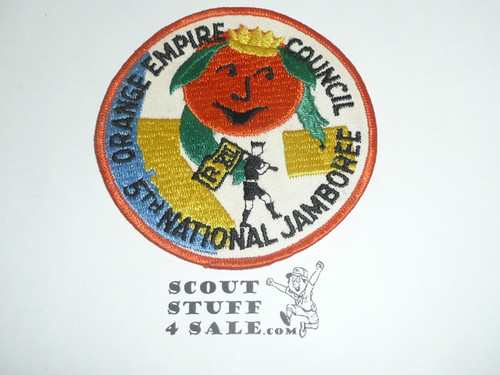 ORANGE EMPIRE COUNCIL
5TH NATIONAL JAMBOREE
SCOUT
STUFF
4 SALE.com